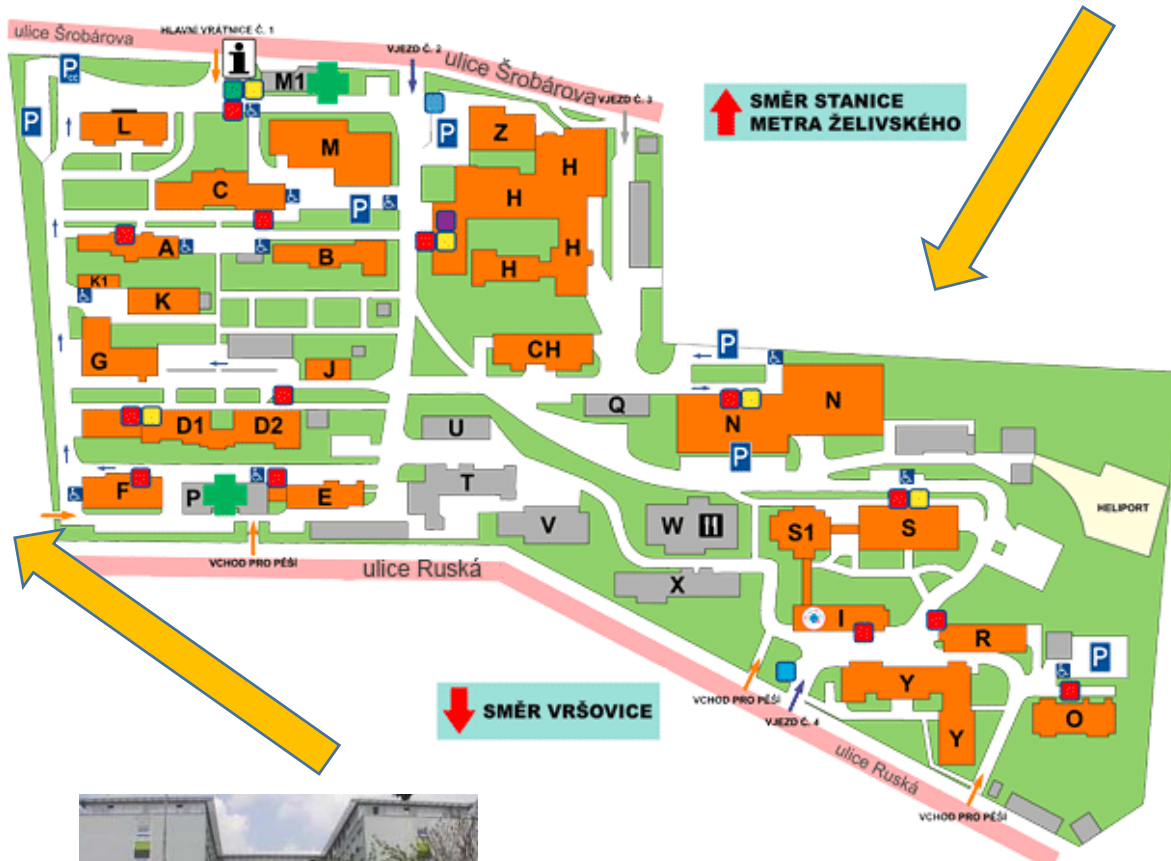 ulice Šrobárova
HLAVNÍ VRÁTNICE Č. 1
VJEZD Č. 2
ulice Šrobárova
VJEZD Č. 3
SMĚR STANICE
METRA ŽELIVSKÉHO
P
CC
i
M1
P
L
M
P
Z
H
C
P
H
A
B
H
H
K1
K
G
J
CH
P
Q
N
N
D1
D2
U
P
F
P
E
T
V
W
S1
S
HELIPORT
VCHOD PRO PĚŠÍ
ulice Ruská
X
I
R
P
Y
O
SMĚR VRŠOVICE
VCHOD PRO PĚŠÍ
VJEZD Č. 4
Y
ulice Ruská
VCHOD PRO PĚŠÍ